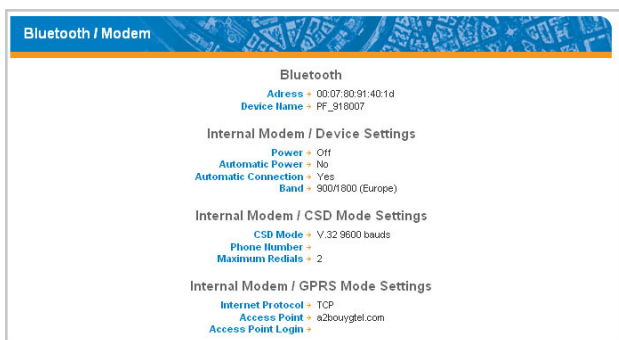 Bluetooth / Modem
Bluetooth
Adress → 00:07:80:91:40:1d
Device Name → PF_918007
Internal Modem / Device Settings
Power → Off
Automatic Power → No
Automatic Connection → Yes
Band → 900/1800 (Europe)
Internal Modem / CSD Mode Settings
CSD Mode → V.32 9600 bauds
Phone Number →
Maximum Redials → 2
Internal Modem / GPRS Mode Settings
Internet Protocol → TCP
Access Point → a2bouygtel.com
Access Point Login →